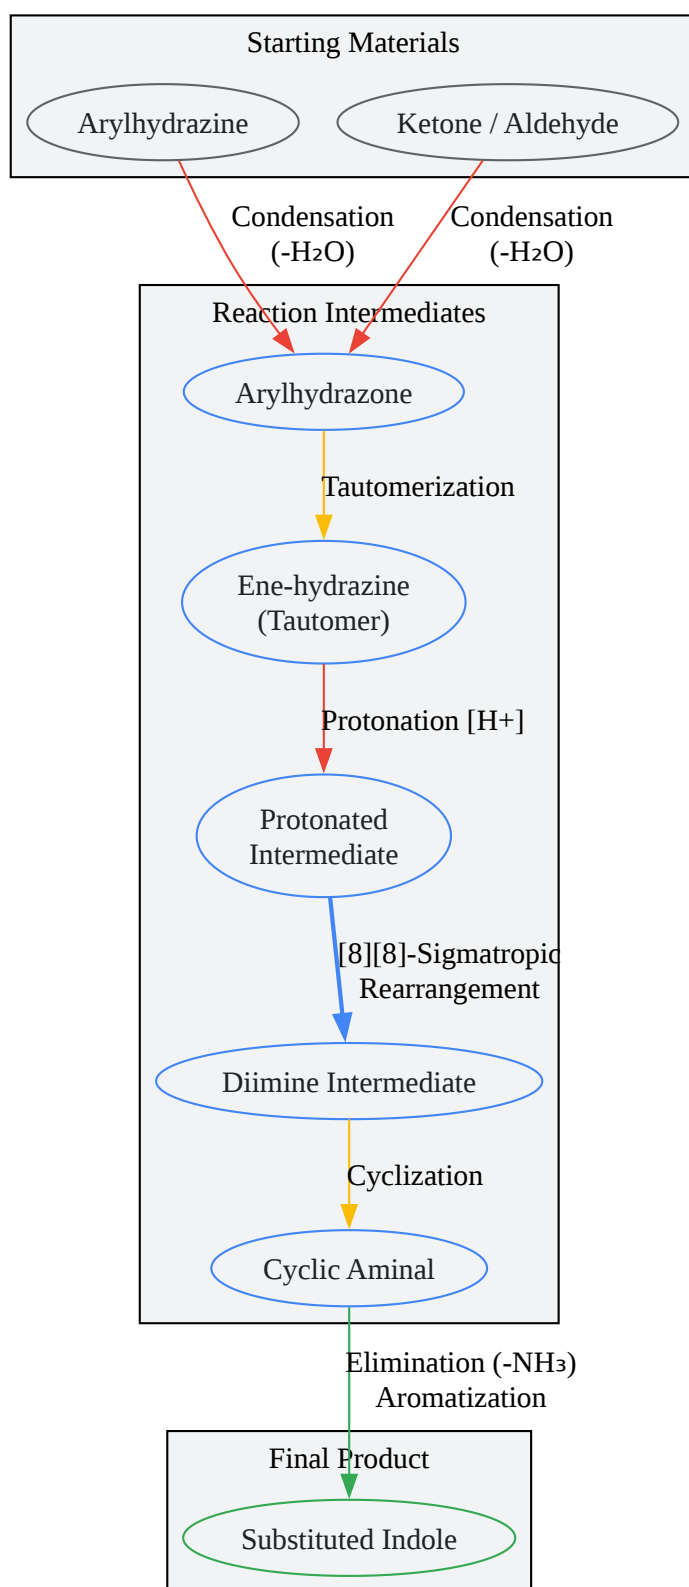 Starting Materials
Arylhydrazine
Ketone / Aldehyde
Condensation
(-H₂O)
Condensation
(-H₂O)
Reaction Intermediates
Arylhydrazone
Tautomerization
Ene-hydrazine
(Tautomer)
Protonation [H+]
Protonated
Intermediate
[8][8]-Sigmatropic
Rearrangement
Diimine Intermediate
Cyclization
Cyclic Aminal
Elimination (-NH₃)
Aromatization
Final Product
Substituted Indole